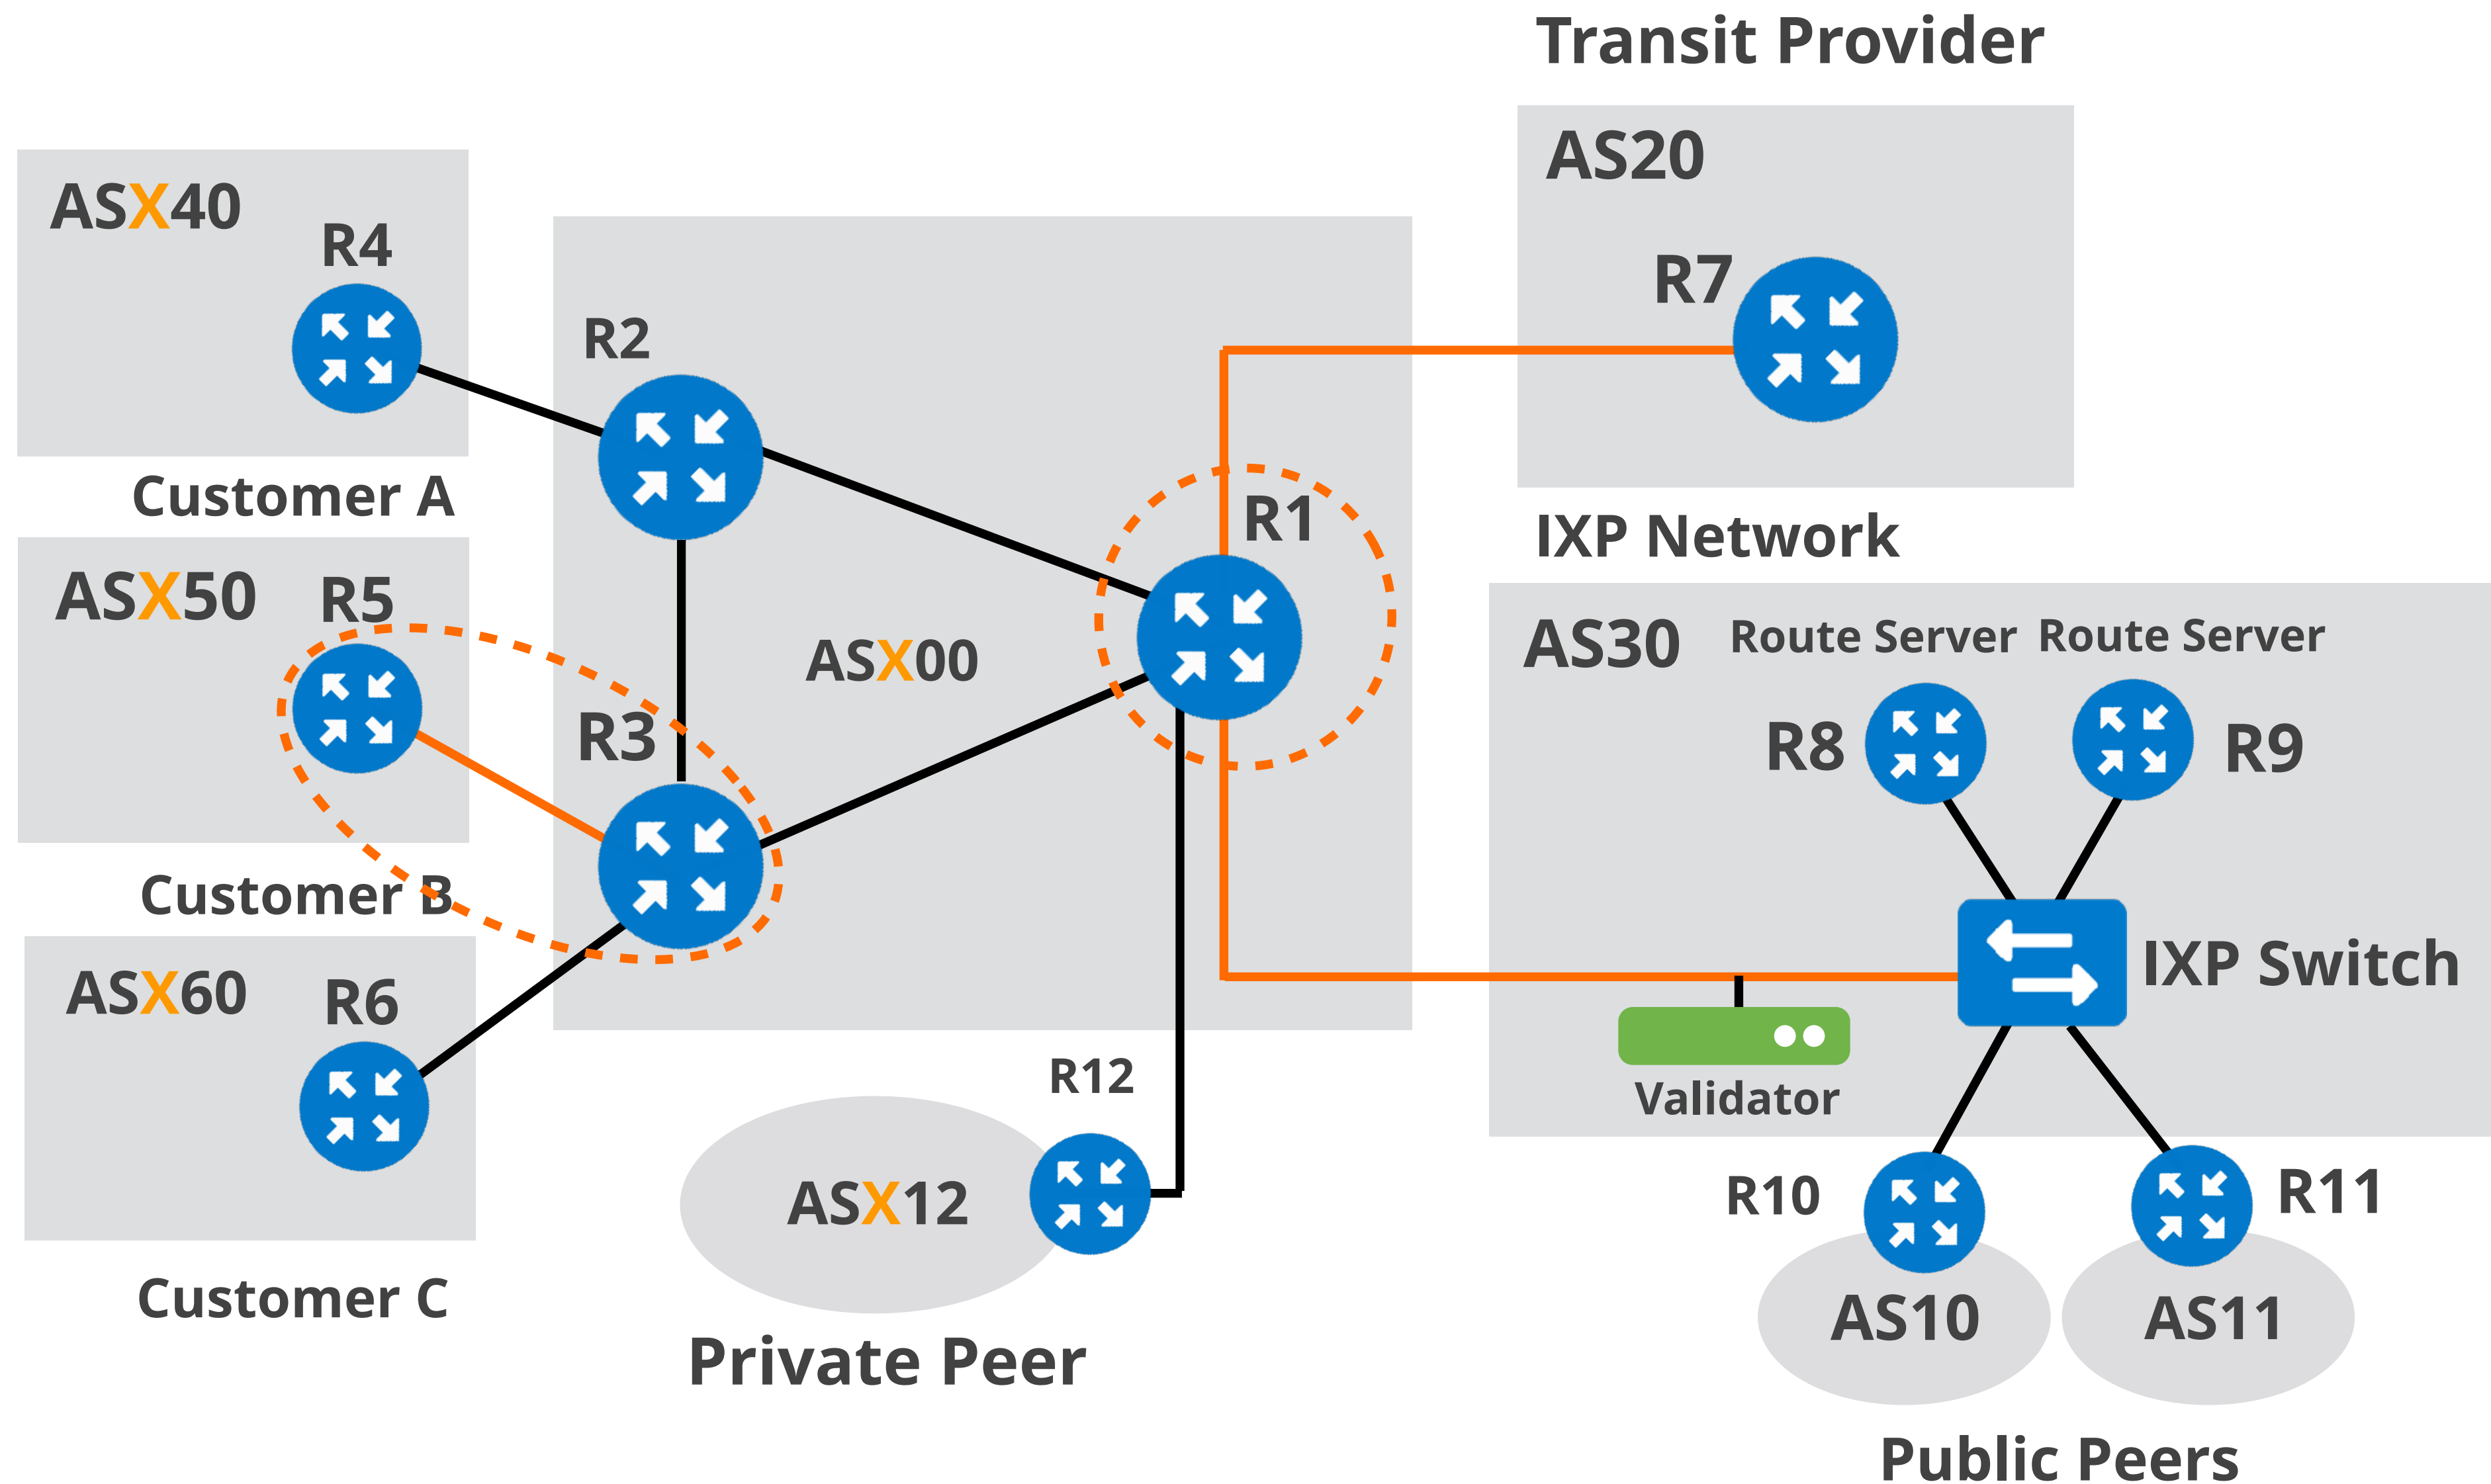 Transit Provider
AS20
R7
ASX40
R4
Customer A
R2
R1
IXP Network
ASX50
R5
ASX00
R3
AS30
Route Server
Route Server
R8
R9
Customer B
ASX60
R6
IXP Switch
Validator
R12
ASX12
Customer C
Private Peer
R10
R11
AS10
AS11
Public Peers